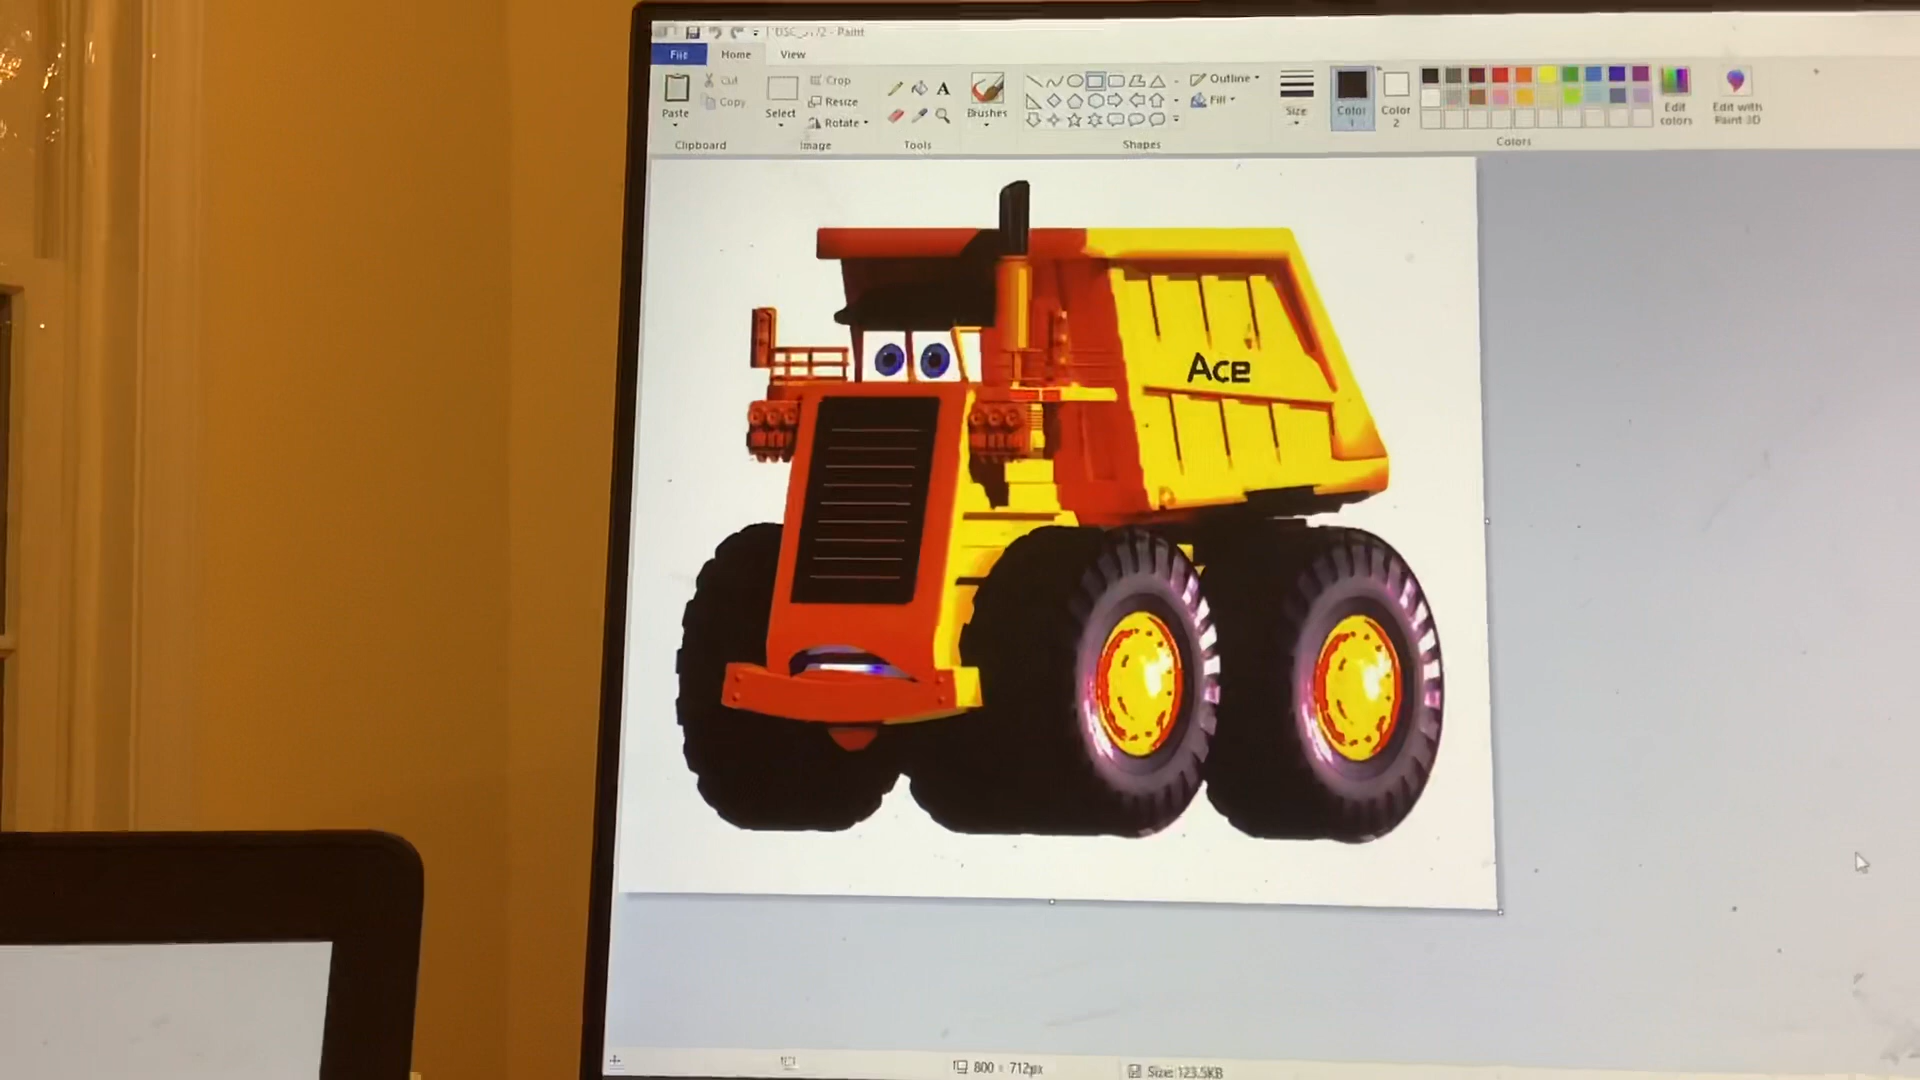 - Paint
File Home View
Paste
Cut
Copy
Clipboard
Select
Crop
Resize
Rotate
Image
Tools
Brushes
Shapes
Outline
Fill
Size
Color 1
Color 2
Edit colors
Edit with Paint 3D
Colors
Ace
800 × 712px
Size: 123.5KB